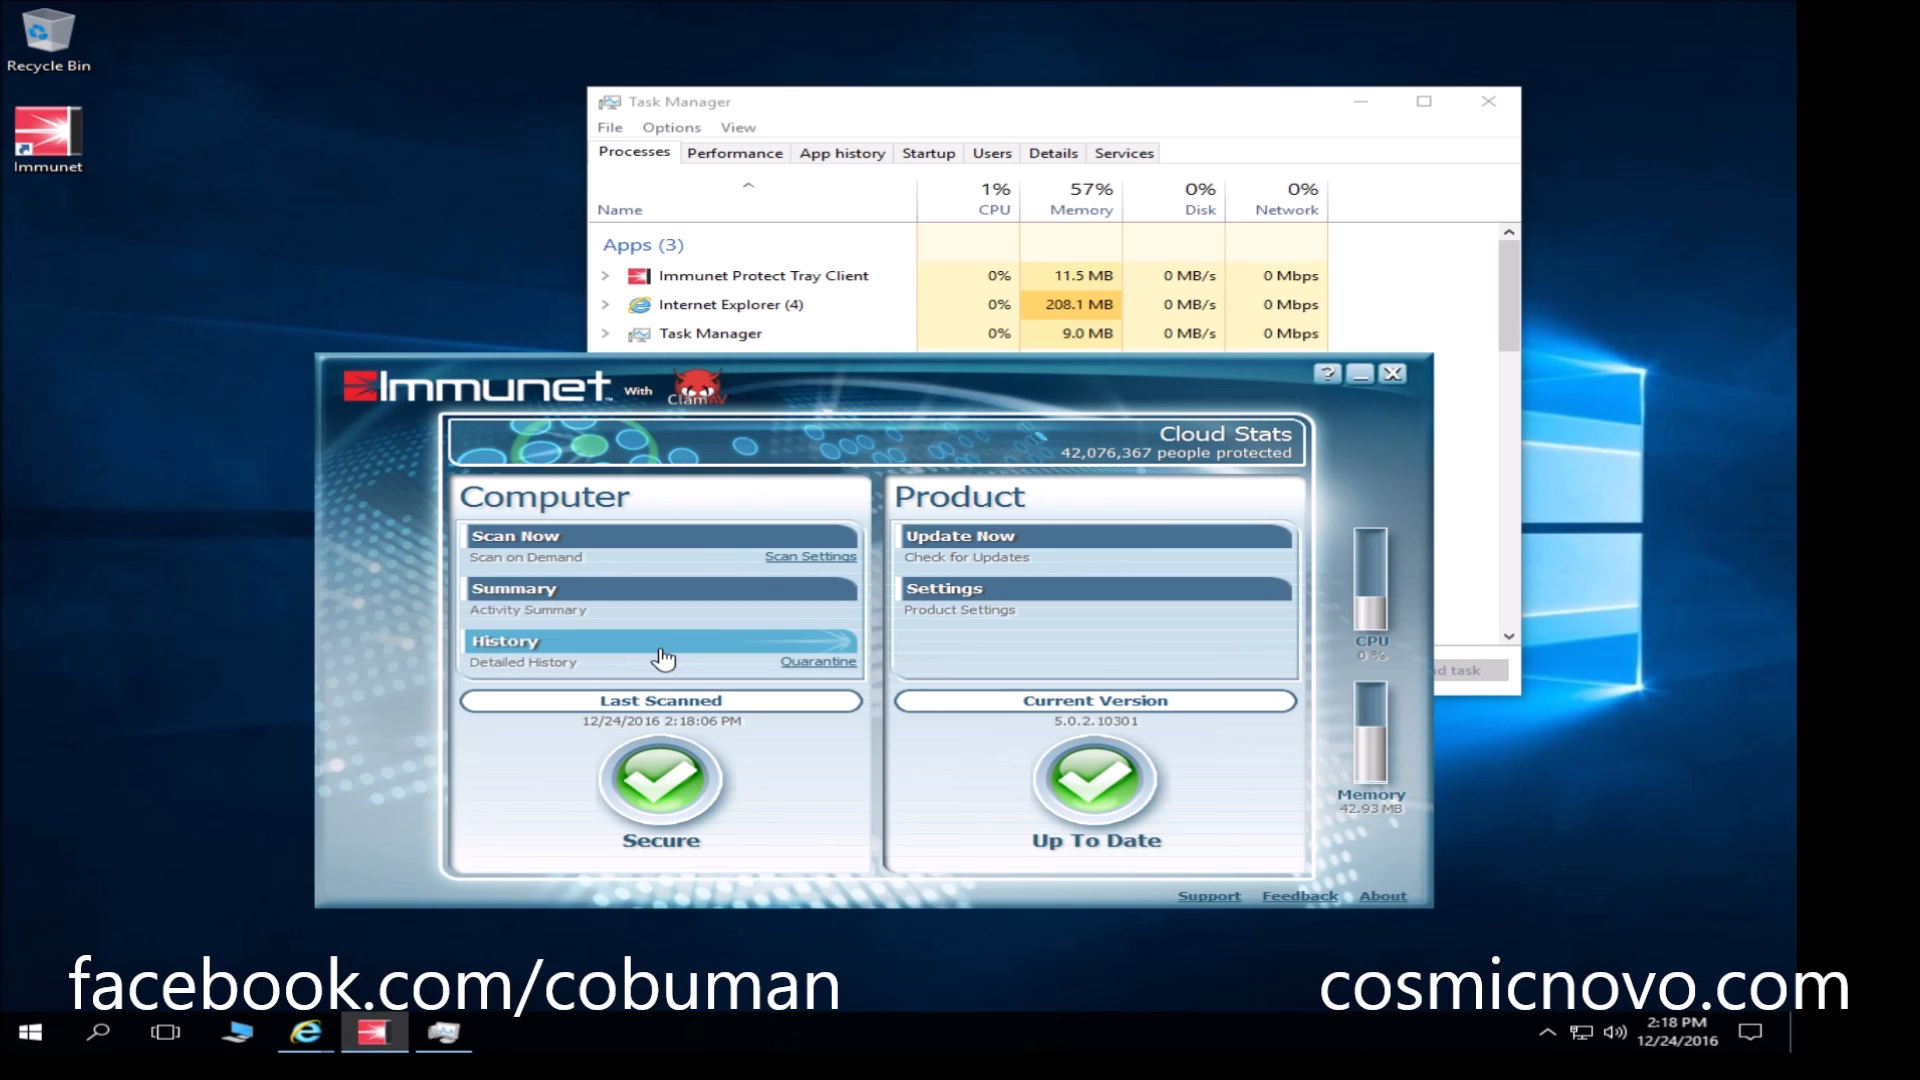 Recycle Bin
Immunet
Task Manager
File Options View
Processes Performance App history Startup Users Details Services
1% 57% 0% 0%
Name CPU Memory Disk Network
Apps (3)
Immunet Protect Tray Client 0% 11.5 MB 0 MB/s 0 Mbps
Internet Explorer (4) 0% 208.1 MB 0 MB/s 0 Mbps
Task Manager 0% 9.0 MB 0 MB/s 0 Mbps
Immunet™ With ClamAV
?
Cloud Stats
42,076,367 people protected
Computer
Scan Now
Scan on Demand Scan Settings
Summary
Activity Summary
History
Detailed History Quarantine
Last Scanned
12/24/2016 2:18:06 PM
Secure
Product
Update Now
Check for Updates
Settings
Product Settings
Current Version
5.0.2.10301
Up To Date
CPU
0 %
Memory
42.93 MB
task
Support Feedback About
facebook.com/cobuman
cosmicnovo.com
2:18 PM
12/24/2016